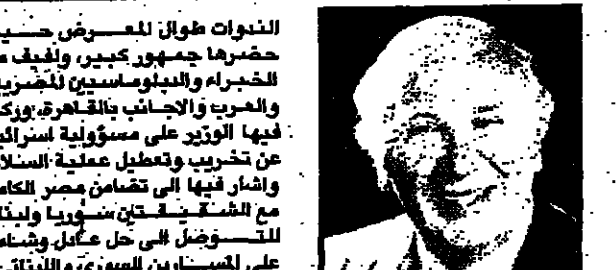 الندوات طوال المعرض حيث
حضرها جمهور كبير، ولفيف من
الخبراء والدبلوماسيين المصريين
والعرب والاجانب بالقاهرة، وركز
فيها الوزير على مسؤولية اسرائيل
عن تخريب وتعطيل عملية السلام
واشار فيها الى تضامن مصر الكامل
مع الشقيقتين سوريا ولبنان
للتوصل الى حل عادل وشامل
على المسارين السوري واللبناني